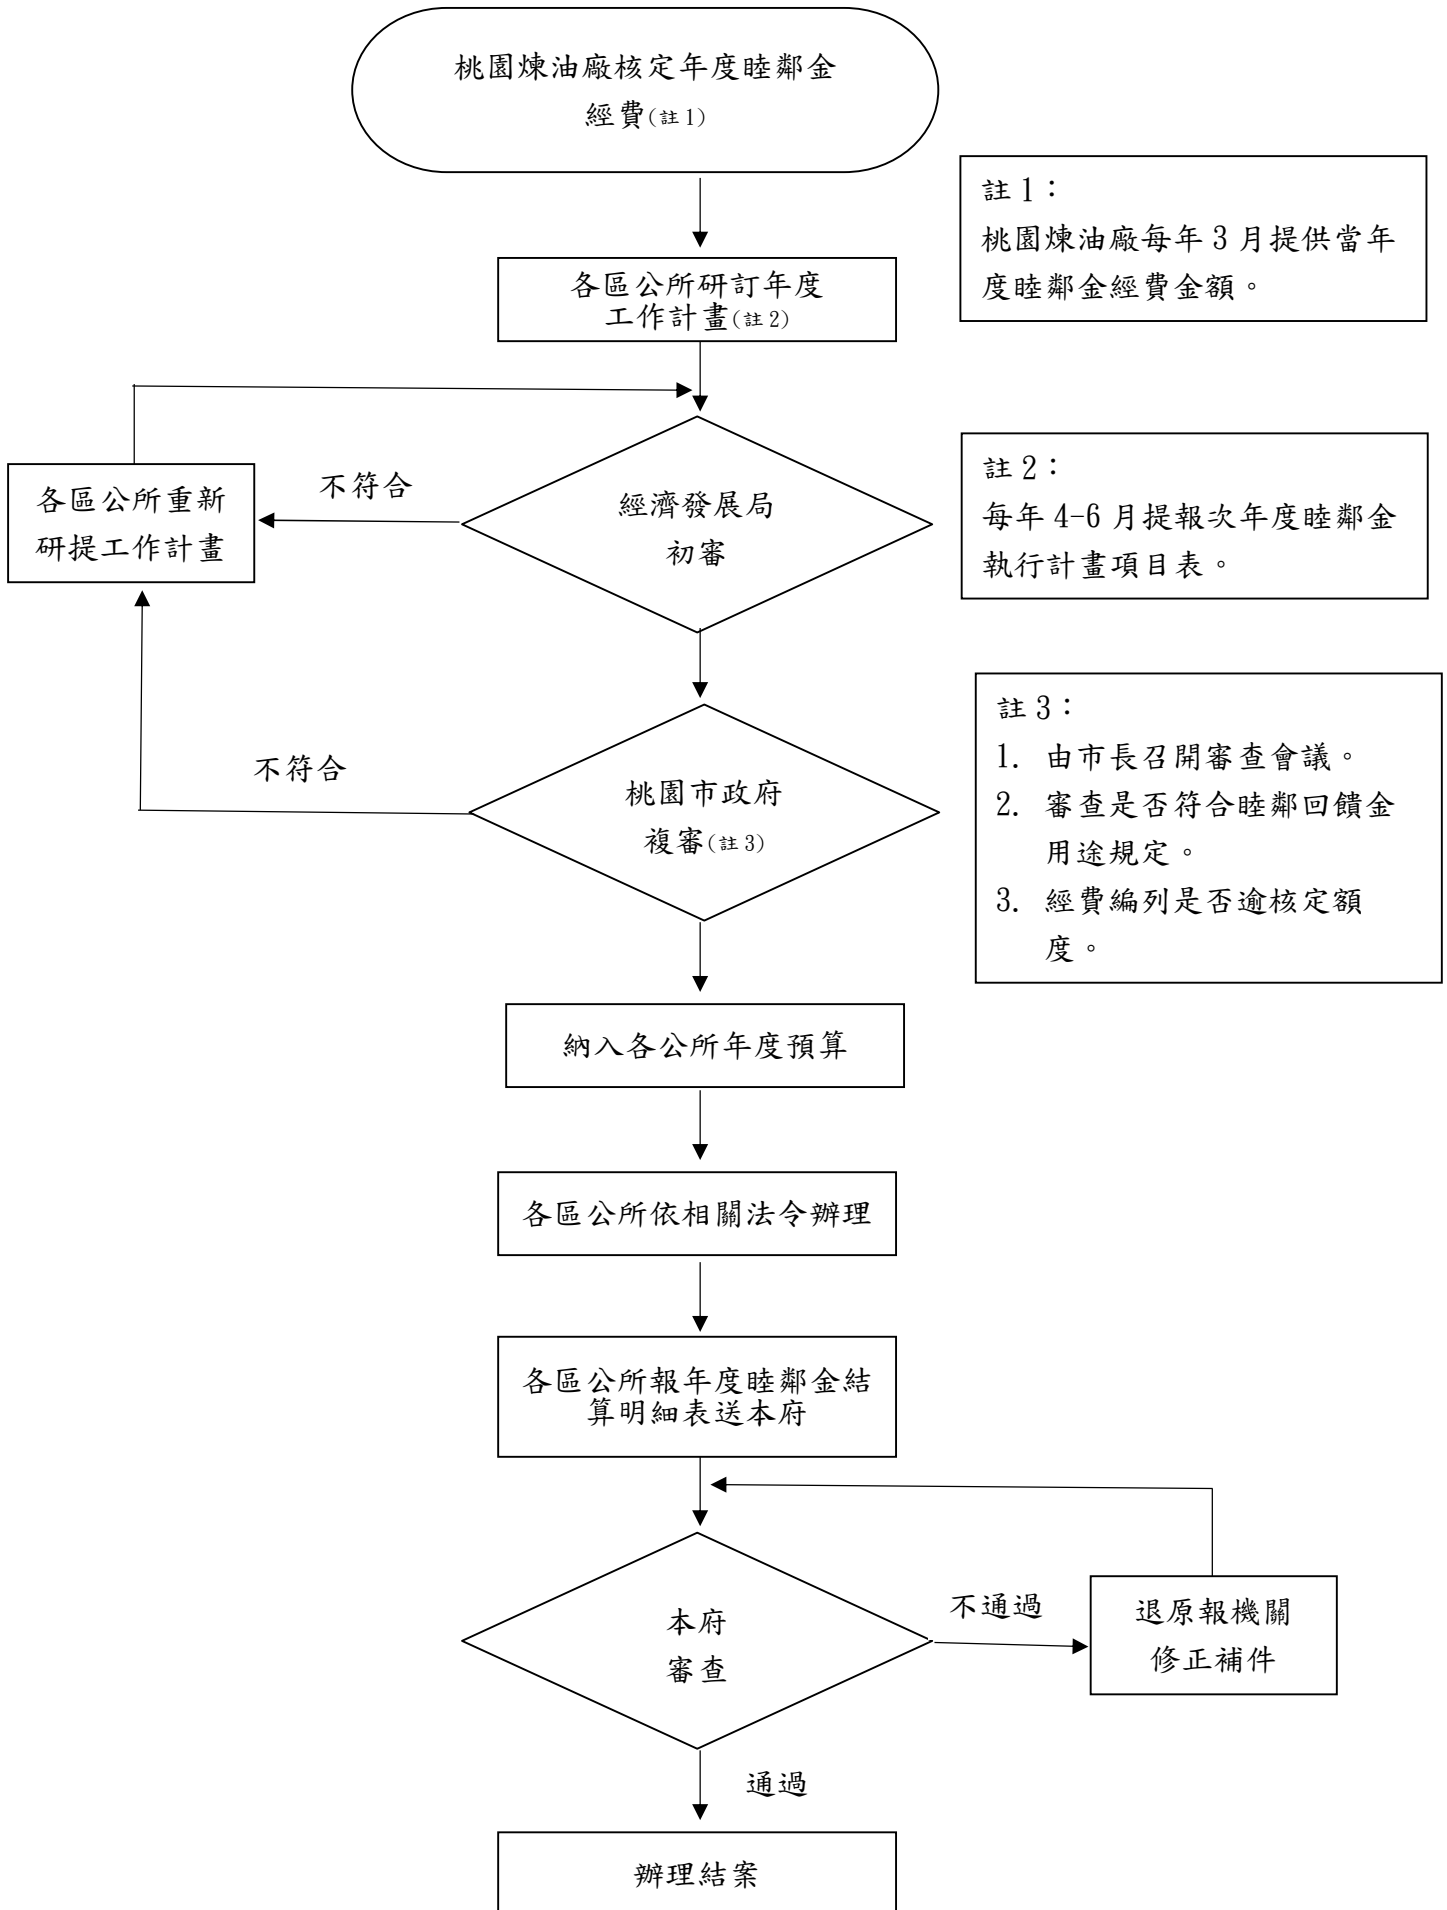 桃園煉油廠核定年度睦鄰金
經費(註1)
註1：
桃園煉油廠每年3月提供當年
度睦鄰金經費金額。
各區公所研訂年度
工作計畫(註2)
註2：
每年4-6月提報次年度睦鄰金
執行計畫項目表。
不符合
各區公所重新
研提工作計畫
經濟發展局
初審
註3：
1. 由市長召開審查會議。
2. 審查是否符合睦鄰回饋金
用途規定。
3. 經費編列是否逾核定額
度。
不符合
桃園市政府
複審(註3)
納入各公所年度預算
各區公所依相關法令辦理
各區公所報年度睦鄰金結
算明細表送本府
本府
審查
不通過
退原報機關
修正補件
通過
辦理結案